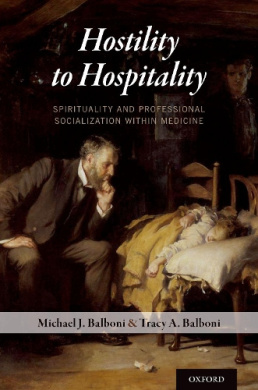 Hostility
to Hospitality
SPIRITUALITY AND PROFESSIONAL
SOCIALIZATION WITHIN MEDICINE
Michael J. Balboni & Tracy A. Balboni
OXFORD